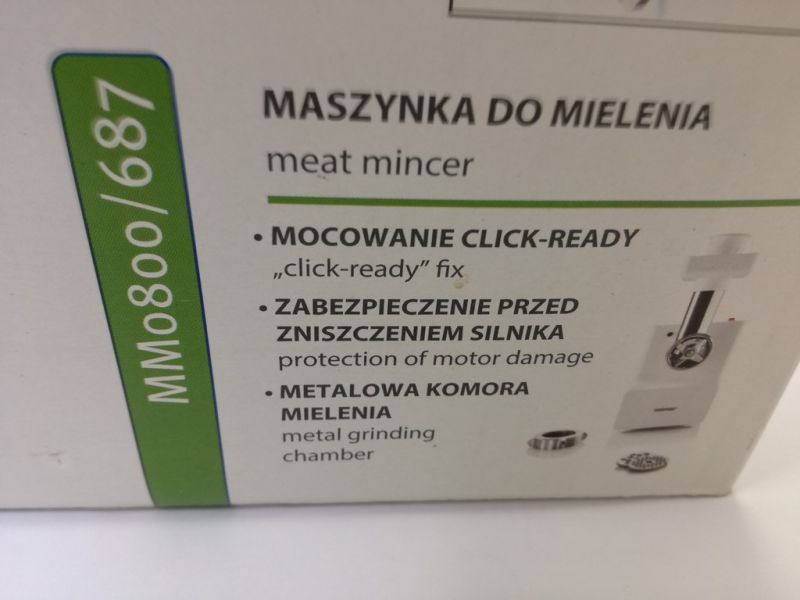 MM0800/687
MASZYNKA DO MIELENIA
meat mincer
• MOCOWANIE CLICK-READY
„click-ready” fix
• ZABEZPIECZENIE PRZED
ZNISZCZENIEM SILNIKA
protection of motor damage
• METALOWA KOMORA
MIELENIA
metal grinding
chamber